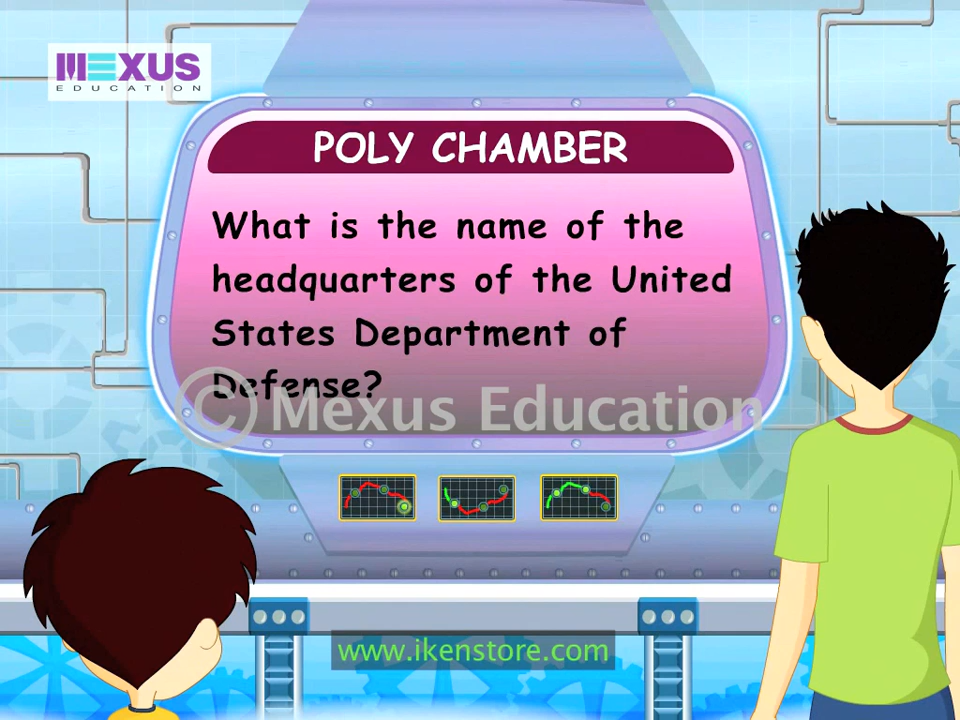 MEXUS
EDUCATION
POLY CHAMBER
What is the name of the
headquarters of the United
States Department of
Defense?
© Mexus Education
www.ikenstore.com